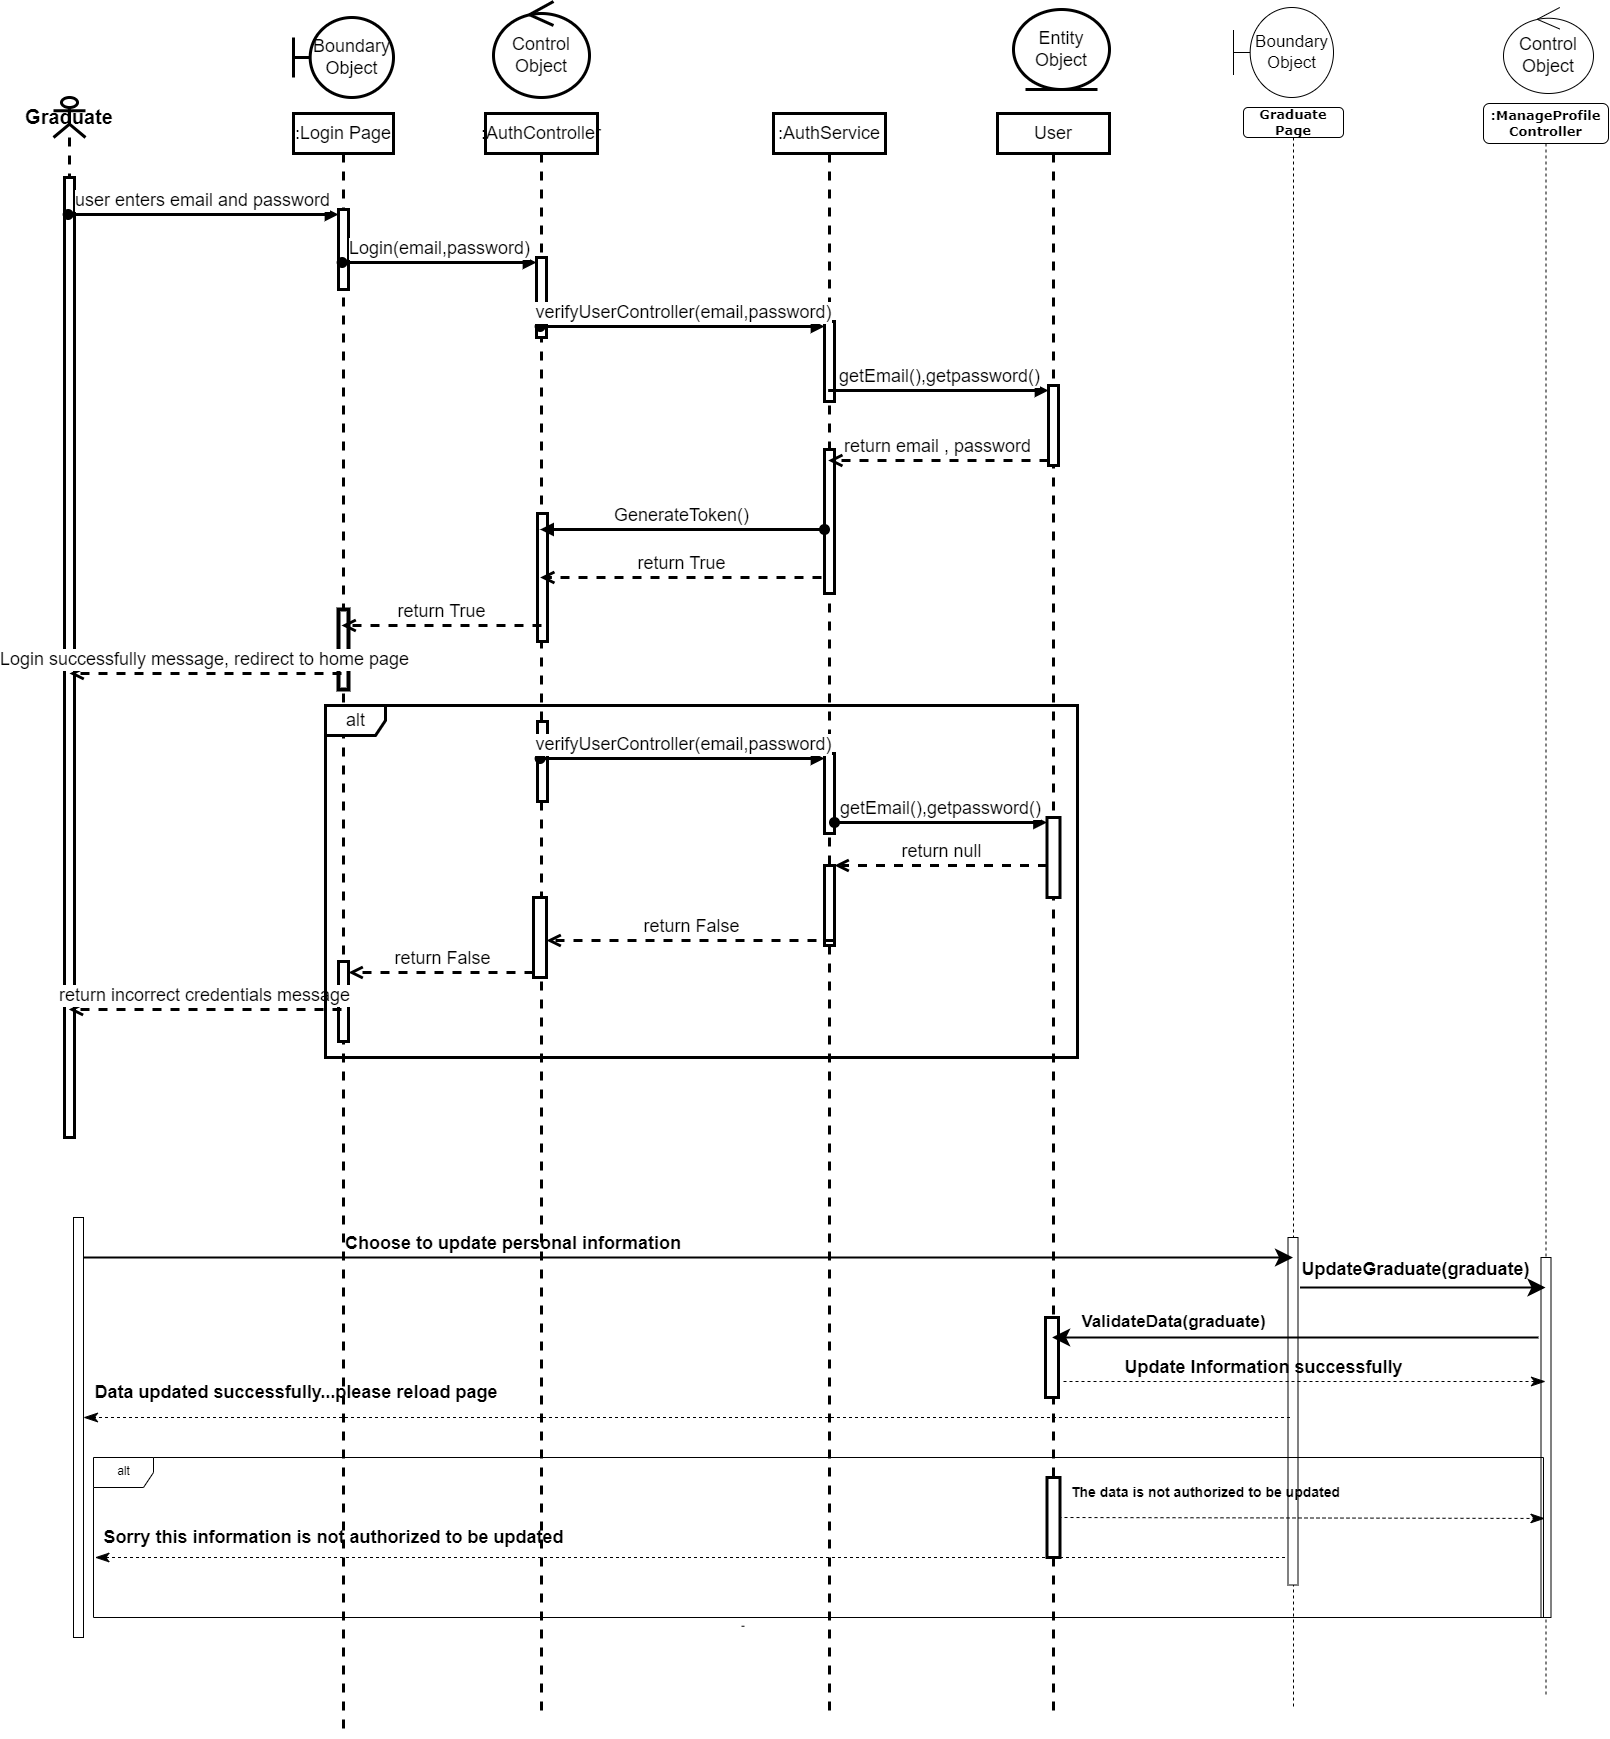 Boundary
Object
Control
Object
Entity
Object
Boundary
Object
Control
Object
Graduate
:Login Page
:AuthController
:AuthService
User
Graduate
Page
:ManageProfile
Controller
user enters email and password
Login(email,password)
verifyUserController(email,password)
getEmail(),getpassword()
return email , password
GenerateToken()
return True
return True
Login successfully message, redirect to home page
alt
verifyUserController(email,password)
getEmail(),getpassword()
return null
return False
return False
return incorrect credentials message
Choose to update personal information
UpdateGraduate(graduate)
ValidateData(graduate)
Update Information successfully
Data updated successfully...please reload page
alt
The data is not authorized to be updated
Sorry this information is not authorized to be updated
-